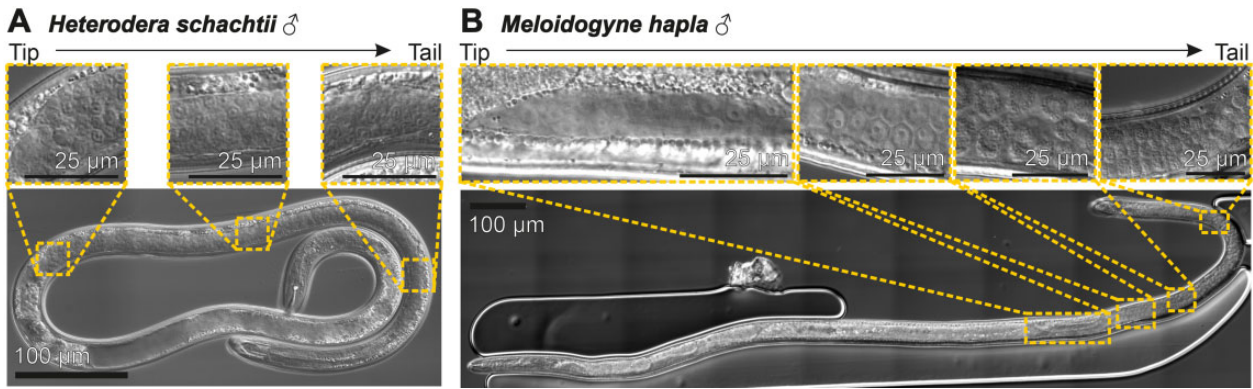 A Heterodera schachtii ♂
Tip Tail
25 µm 25 µm 25 µm
100 µm
B Meloidogyne hapla ♂
Tip Tail
25 µm 25 µm 25 µm 25 µm
100 µm